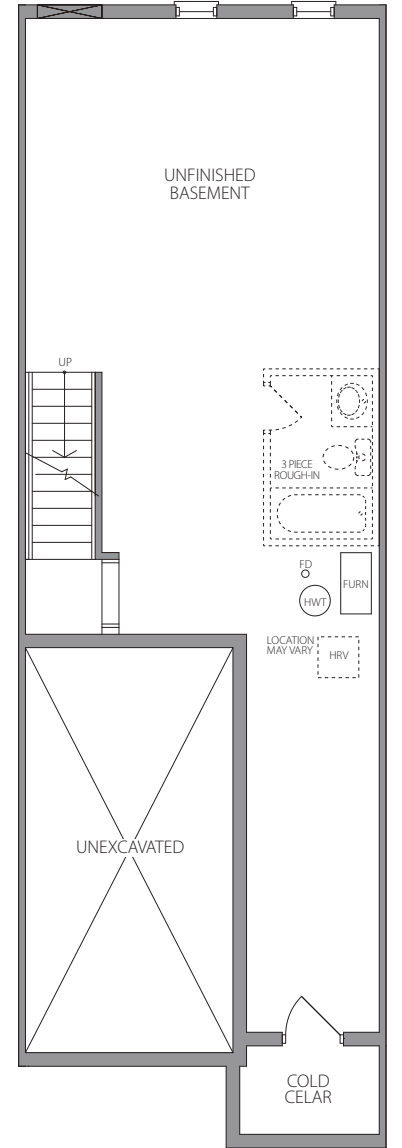 UNFINISHED
BASEMENT
UP
3 PIECE
ROUGH-IN
FD
FURN
HWT
LOCATION
MAY VARY
HRV
UNEXCAVATED
COLD
CELAR